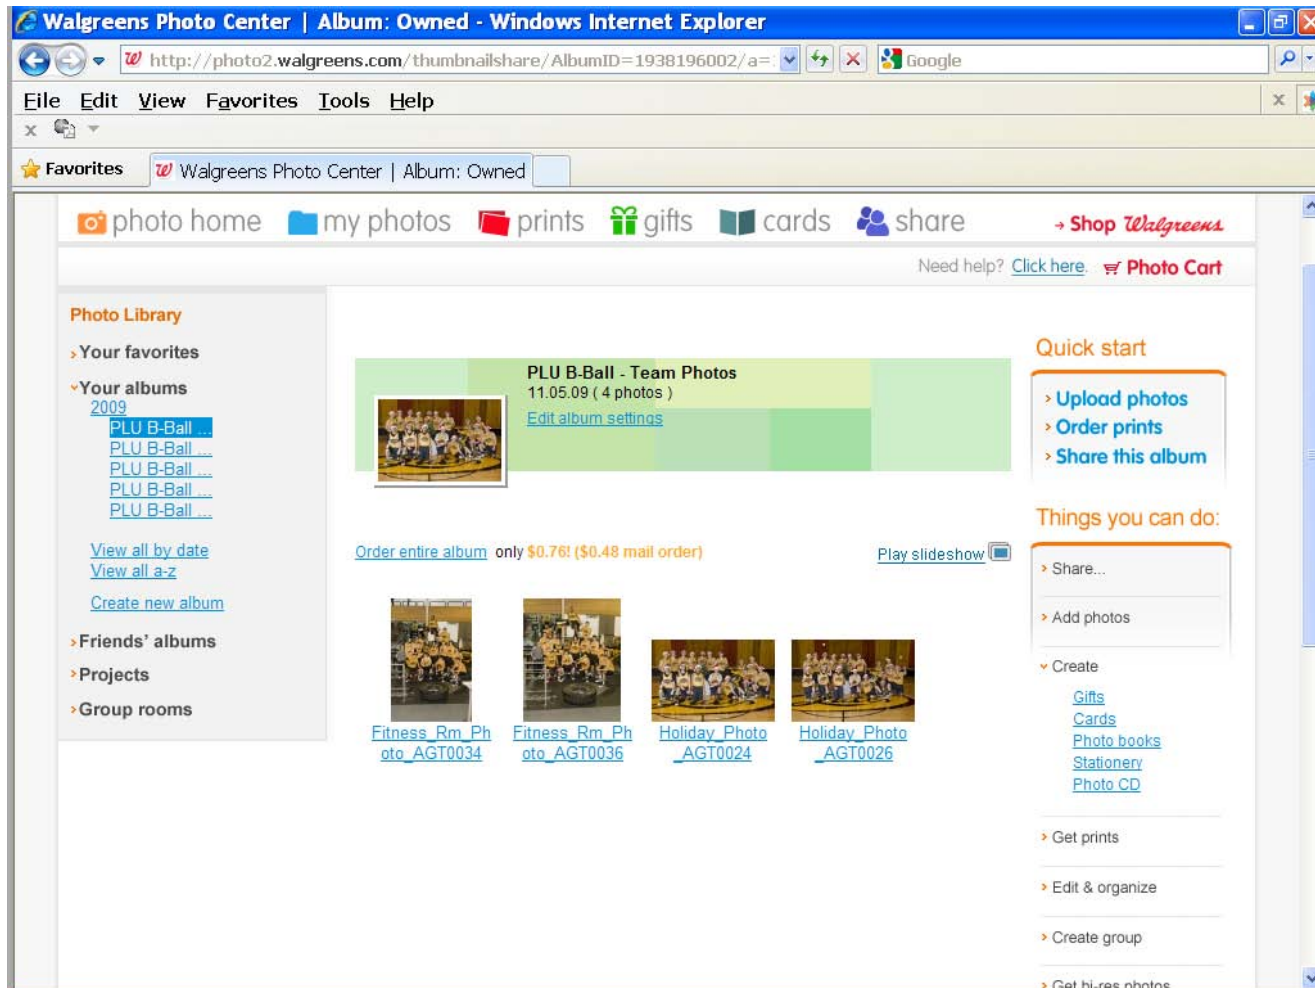 Walgreens Photo Center | Album: Owned - Windows Internet Explorer
http://photo2.walgreens.com/thumbnailshare/AlbumID=1938196002/a=
Google
File Edit View Favorites Tools Help
x
x
Favorites
Walgreens Photo Center | Album: Owned
photo home my photos prints gifts cards share
Shop Walgreens
Need help? Click here. Photo Cart
Photo Library
Your favorites
Your albums
2009
PLU B-Ball ...
PLU B-Ball ...
PLU B-Ball ...
PLU B-Ball ...
PLU B-Ball ...
View all by date
View all a-z
Create new album
Friends' albums
Projects
Group rooms
PLU B-Ball - Team Photos
11.05.09 ( 4 photos )
Edit album settings
Order entire album only $0.76! ($0.48 mail order)
Play slideshow
Fitness_Rm_Ph
oto_AGT0034
Fitness_Rm_Ph
oto_AGT0036
Holiday_Photo
_AGT0024
Holiday_Photo
_AGT0026
Quick start
Upload photos
Order prints
Share this album
Things you can do:
Share...
Add photos
Create
Gifts
Cards
Photo books
Stationery
Photo CD
Get prints
Edit & organize
Create group
Get hi-res photos